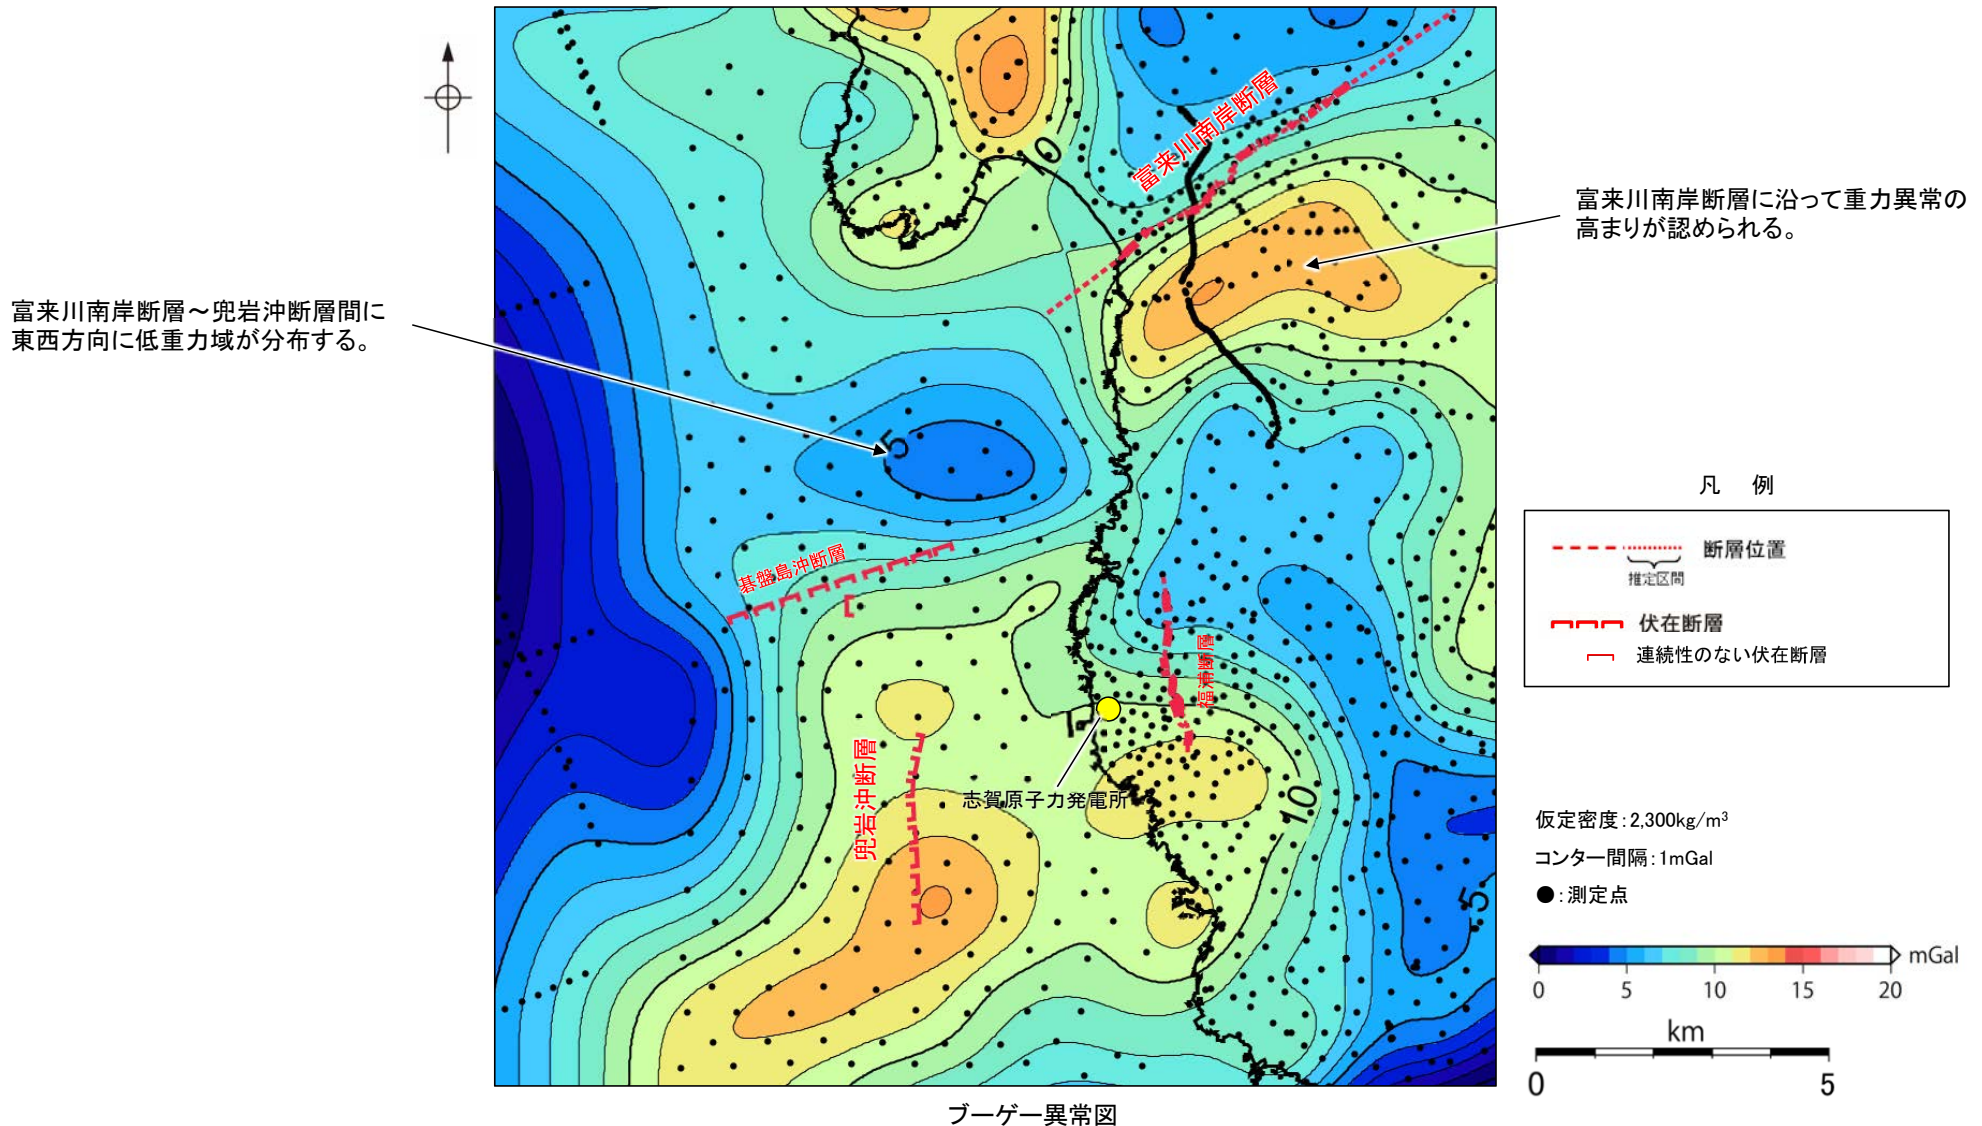 富来川南岸断層に沿って重力異常の
高まりが認められる。
富来川南岸断層～兜岩沖断層間に
東西方向に低重力域が分布する。
富来川南岸断層
碁盤島沖断層
福浦断層
兜岩沖断層
志賀原子力発電所
10
5
10
5
凡 例
断層位置
推定区間
伏在断層
連続性のない伏在断層
仮定密度：2,300kg/m³
コンター間隔：1mGal
●：測定点
mGal
0 5 10 15 20
km
0 5
ブーゲー異常図